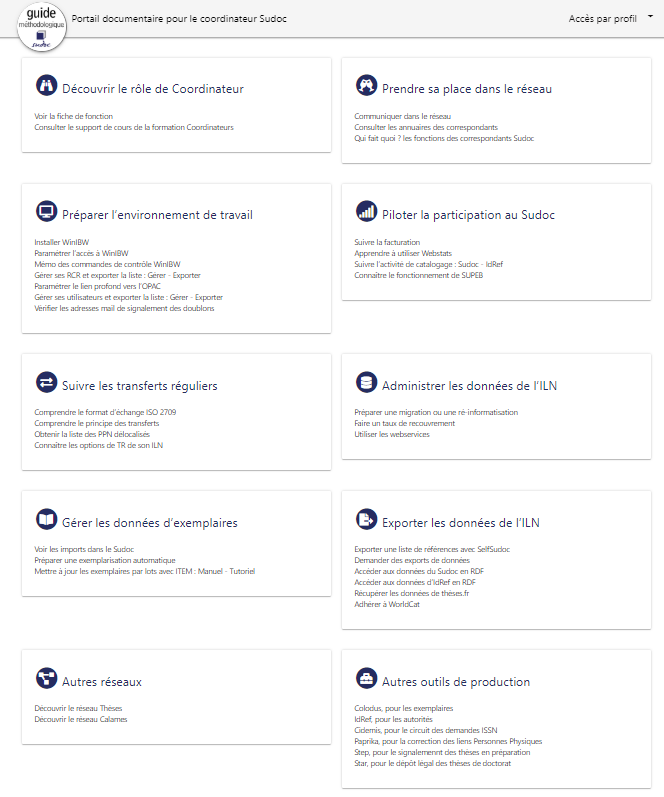 guide
méthodologique
sudoc
Portail documentaire pour le coordinateur Sudoc
Accès par profil
Découvrir le rôle de Coordinateur
Voir la fiche de fonction
Consulter le support de cours de la formation Coordinateurs
Prendre sa place dans le réseau
Communiquer dans le réseau
Consulter les annuaires des correspondants
Qui fait quoi ? les fonctions des correspondants Sudoc
Préparer l'environnement de travail
Installer WinIBW
Paramétrer l'accès à WinIBW
Mémo des commandes de contrôle WinIBW
Gérer ses RCR et exporter la liste : Gérer - Exporter
Paramétrer le lien profond vers l'OPAC
Gérer ses utilisateurs et exporter la liste : Gérer - Exporter
Vérifier les adresses mail de signalement des doublons
Piloter la participation au Sudoc
Suivre la facturation
Apprendre à utiliser Webstats
Suivre l'activité de catalogage : Sudoc - IdRef
Connaître le fonctionnement de SUPEB
Suivre les transferts réguliers
Comprendre le format d'échange ISO 2709
Comprendre le principe des transferts
Obtenir la liste des PPN délocalisés
Connaître les options de TR de son ILN
Administrer les données de l'ILN
Préparer une migration ou une ré-informatisation
Faire un taux de recouvrement
Utiliser les webservices
Gérer les données d'exemplaires
Voir les imports dans le Sudoc
Préparer une exemplarisation automatique
Mettre à jour les exemplaires par lots avec ITEM : Manuel - Tutoriel
Exporter les données de l'ILN
Exporter une liste de références avec SelfSudoc
Demander des exports de données
Accéder aux données du Sudoc en RDF
Accéder aux données d'IdRef en RDF
Récupérer les données de thèses.fr
Adhérer à WorldCat
Autres réseaux
Découvrir le réseau Thèses
Découvrir le réseau Calames
Autres outils de production
Colodus, pour les exemplaires
IdRef, pour les autorités
Cidemis, pour le circuit des demandes ISSN
Paprika, pour la correction des liens Personnes Physiques
Step, pour le signalemennt des thèses en préparation
Star, pour le dépôt légal des thèses de doctorat